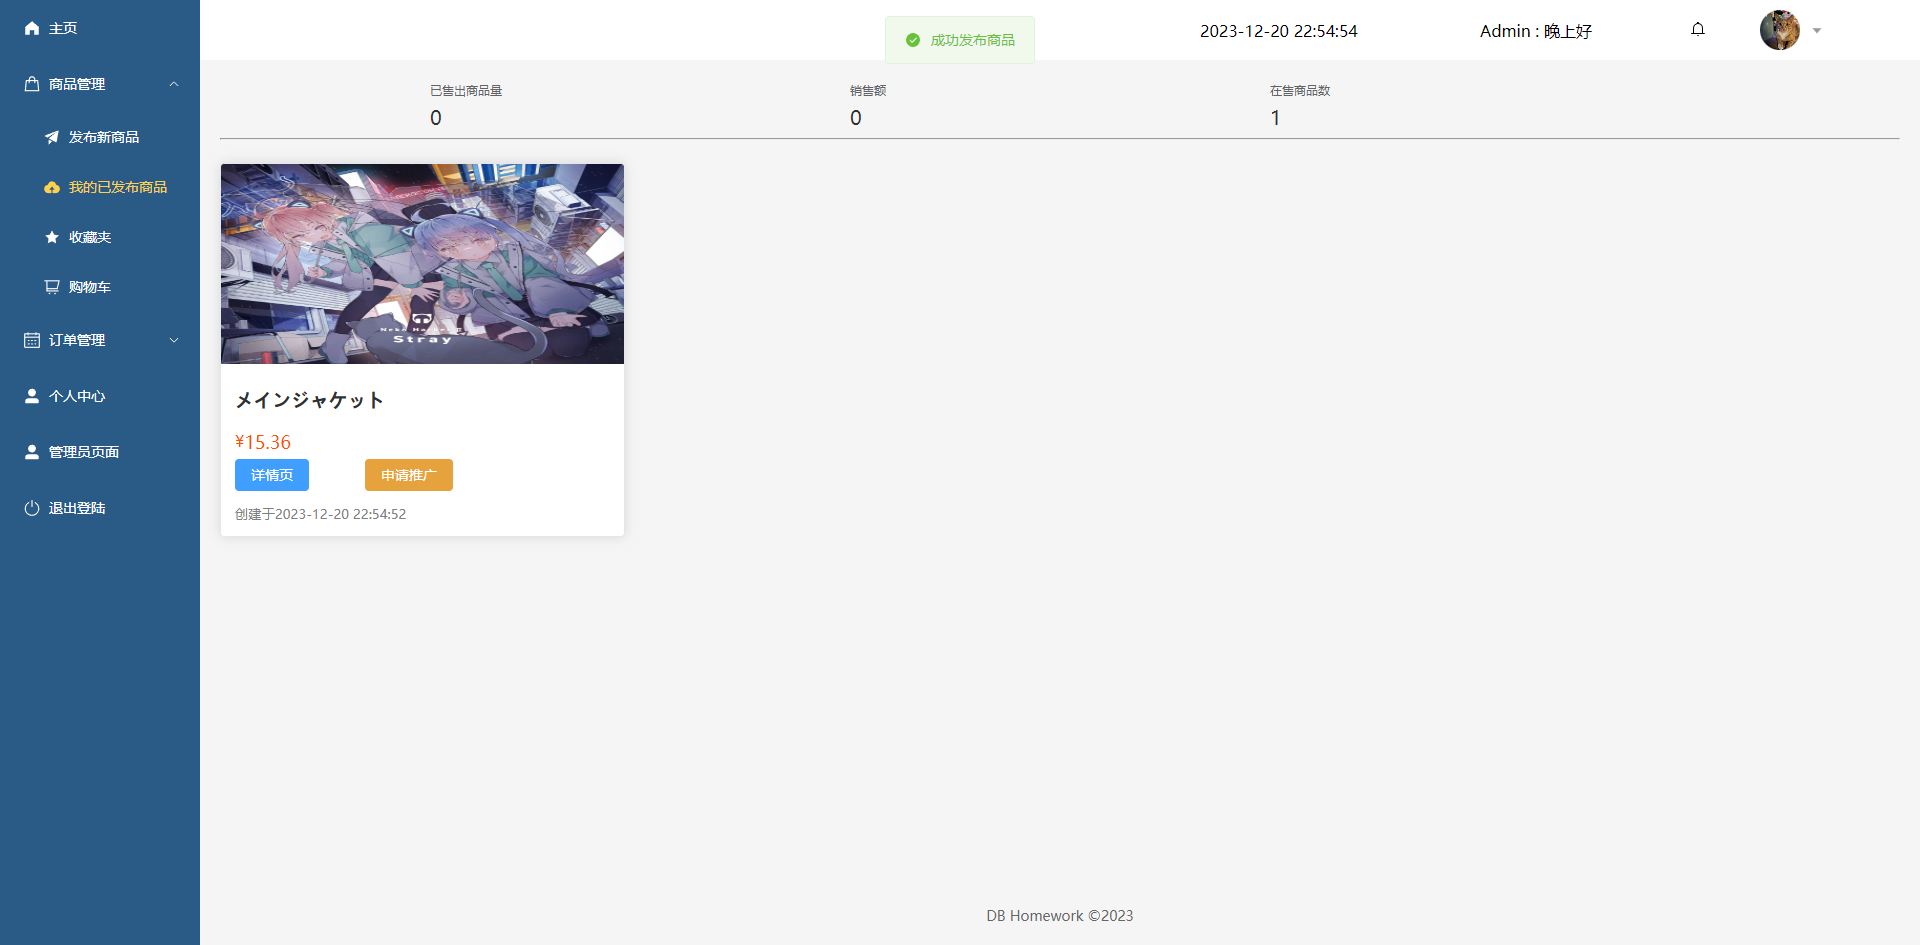 主页
商品管理
发布新商品
我的已发布商品
收藏夹
购物车
订单管理
个人中心
管理员页面
退出登陆
成功发布商品
2023-12-20 22:54:54
Admin : 晚上好
已售出商品量
0
销售额
0
在售商品数
1
Stray
メインジャケット
¥15.36
详情页
申请推广
创建于2023-12-20 22:54:52
DB Homework ©2023